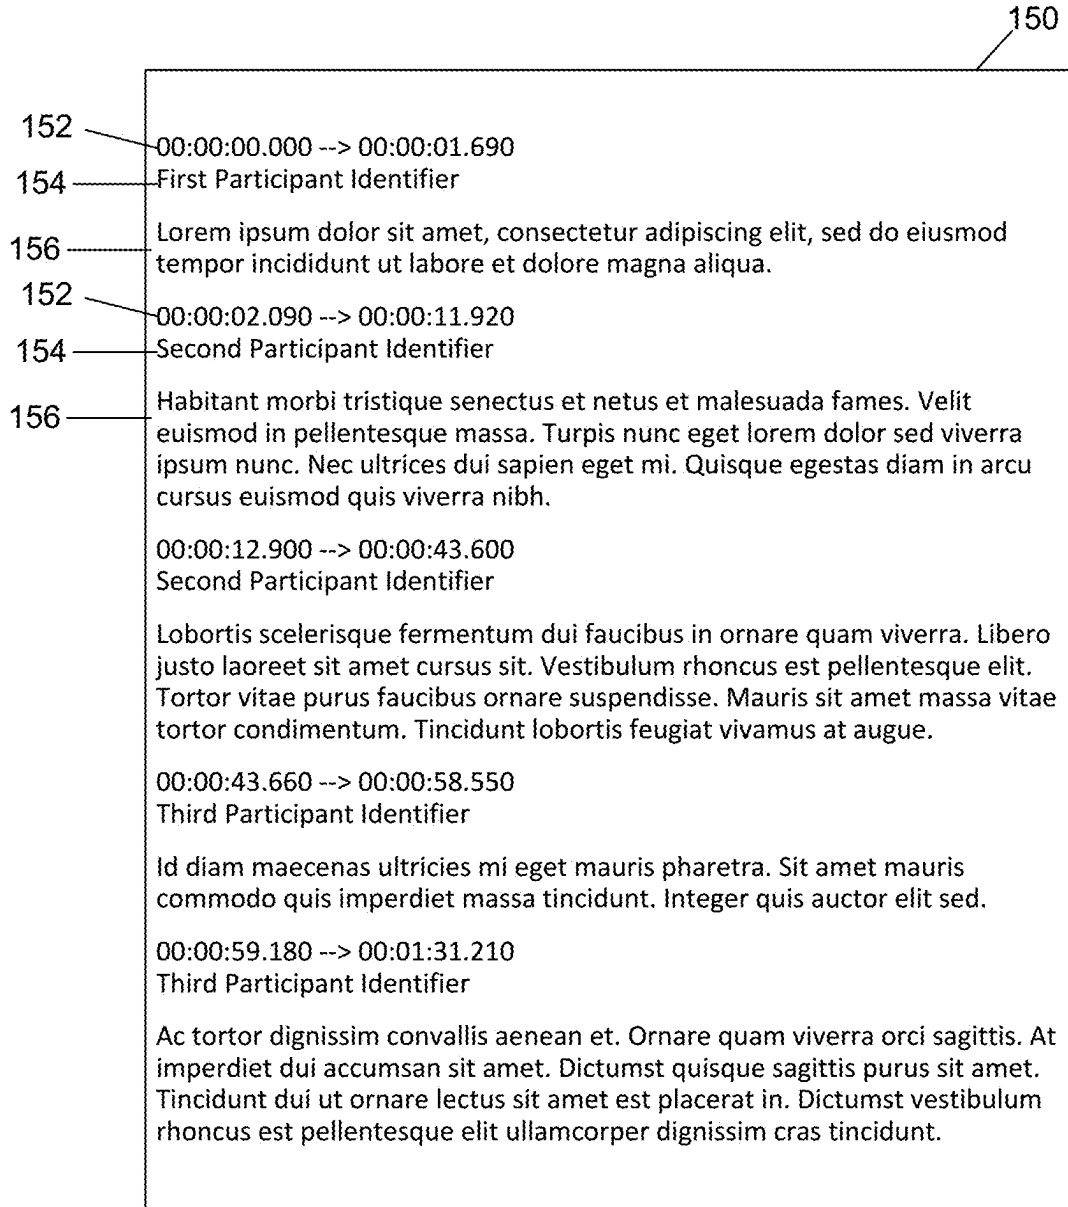 150
152
00:00:00.000 --> 00:00:01.690
154
First Participant Identifier
156
Lorem ipsum dolor sit amet, consectetur adipiscing elit, sed do eiusmod
tempor incididunt ut labore et dolore magna aliqua.
152
00:00:02.090 --> 00:00:11.920
154
Second Participant Identifier
156
Habitant morbi tristique senectus et netus et malesuada fames. Velit
euismod in pellentesque massa. Turpis nunc eget lorem dolor sed viverra
ipsum nunc. Nec ultrices dui sapien eget mi. Quisque egestas diam in arcu
cursus euismod quis viverra nibh.
00:00:12.900 --> 00:00:43.600
Second Participant Identifier
Lobortis scelerisque fermentum dui faucibus in ornare quam viverra. Libero
justo laoreet sit amet cursus sit. Vestibulum rhoncus est pellentesque elit.
Tortor vitae purus faucibus ornare suspendisse. Mauris sit amet massa vitae
tortor condimentum. Tincidunt lobortis feugiat vivamus at augue.
00:00:43.660 --> 00:00:58.550
Third Participant Identifier
Id diam maecenas ultricies mi eget mauris pharetra. Sit amet mauris
commodo quis imperdiet massa tincidunt. Integer quis auctor elit sed.
00:00:59.180 --> 00:01:31.210
Third Participant Identifier
Ac tortor dignissim convallis aenean et. Ornare quam viverra orci sagittis. At
imperdiet dui accumsan sit amet. Dictumst quisque sagittis purus sit amet.
Tincidunt dui ut ornare lectus sit amet est placerat in. Dictumst vestibulum
rhoncus est pellentesque elit ullamcorper dignissim cras tincidunt.